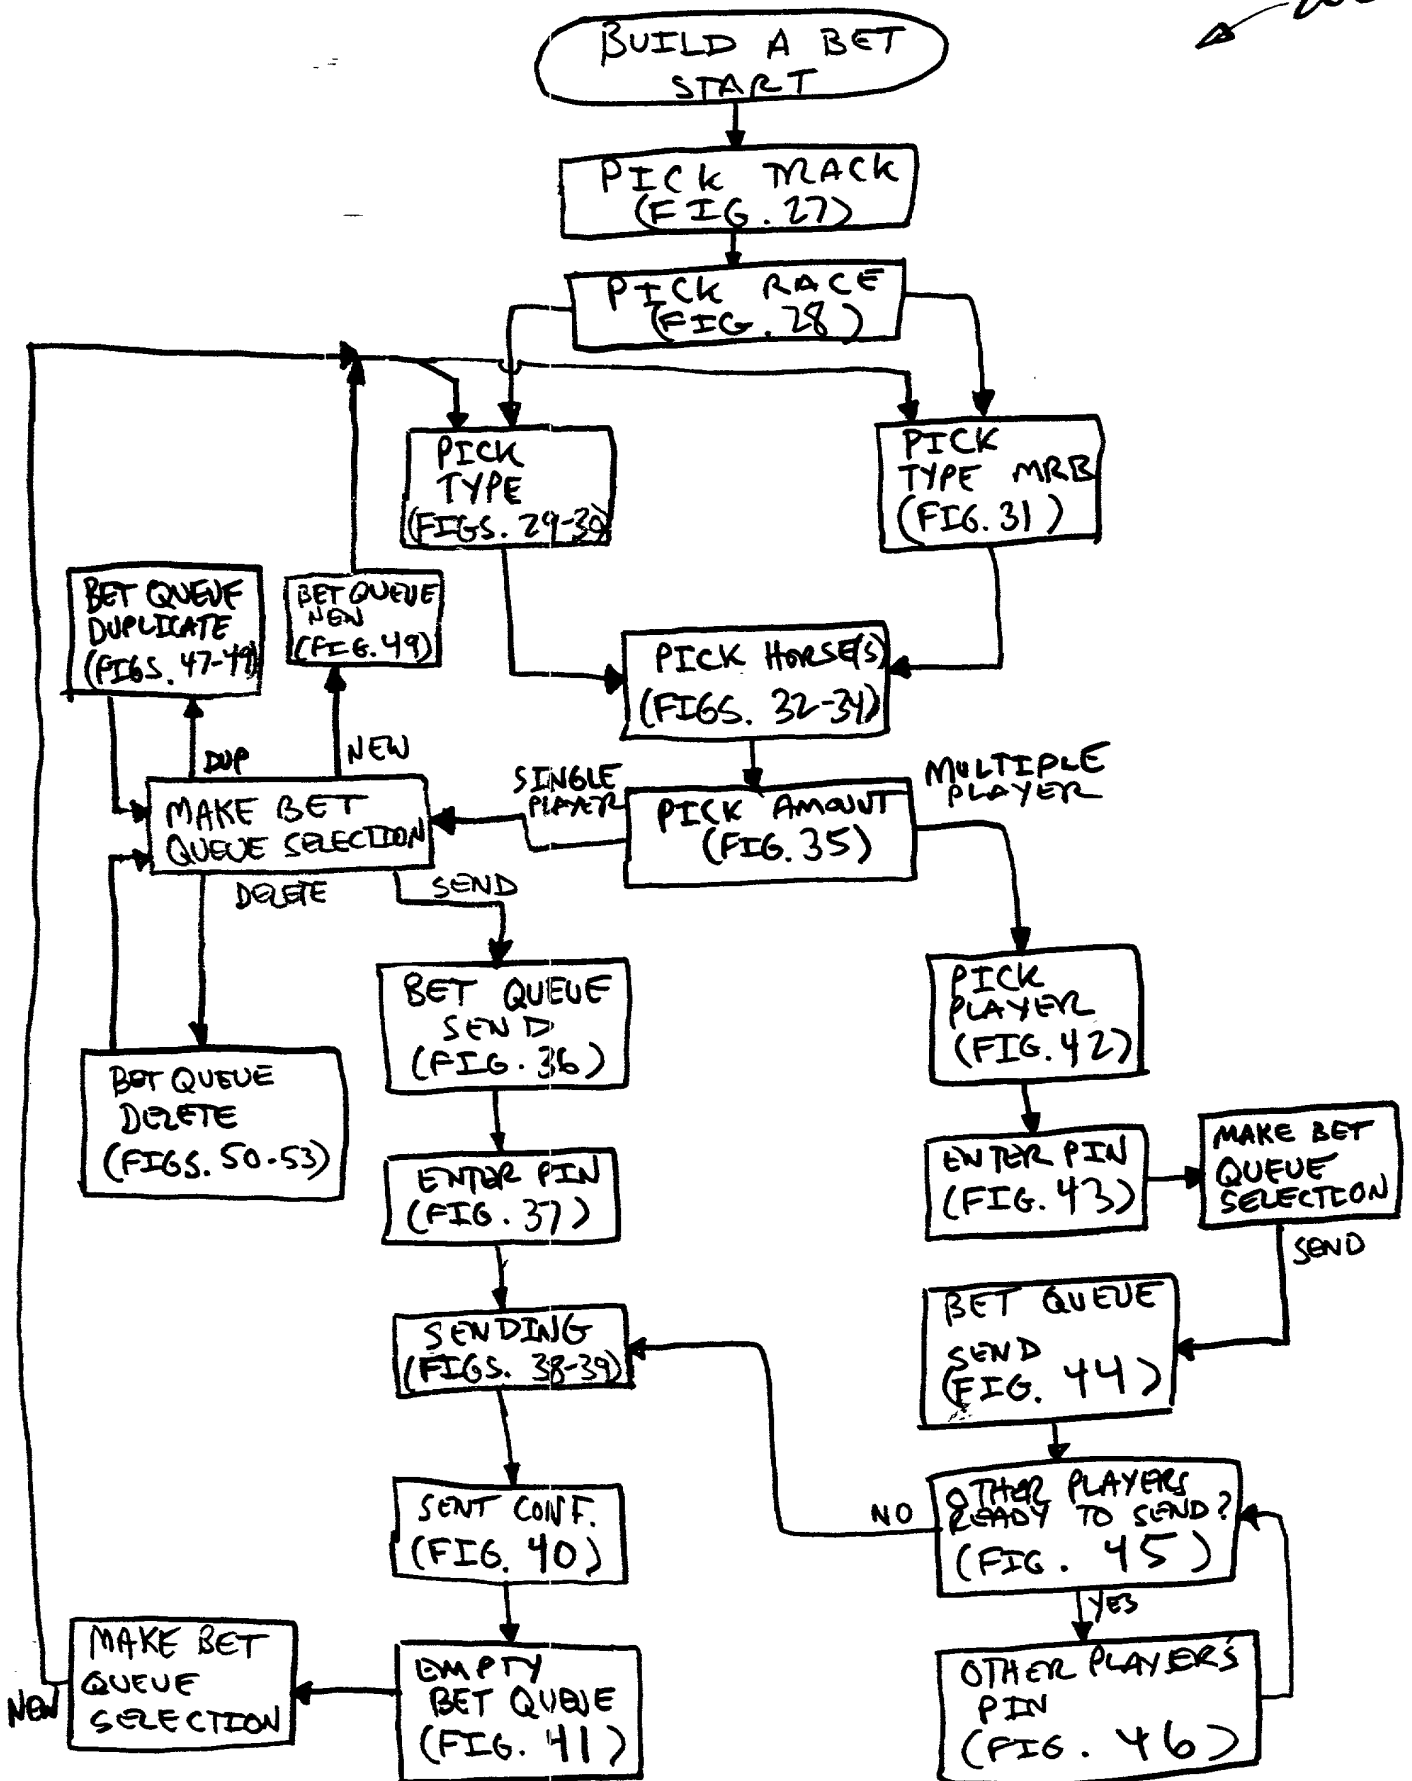 BUILD A BET
START
PICK TRACK
(FIG. 27)
PICK RACE
(FIG. 28)
PICK
TYPE
(FIGS. 29-30)
PICK
TYPE MRB
(FIG. 31)
BET QUEUE
DUPLICATE
(FIGS. 47-49)
BET QUEUE
NEW
(FIG. 49)
PICK HORSE(S)
(FIGS. 32-34)
DUP
NEW
SINGLE
PLAYER
MULTIPLE
PLAYER
MAKE BET
QUEUE SELECTION
PICK AMOUNT
(FIG. 35)
DELETE
SEND
BET QUEUE
SEND
(FIG. 36)
PICK
PLAYER
(FIG. 42)
BET QUEUE
DELETE
(FIGS. 50-53)
ENTER PIN
(FIG. 37)
ENTER PIN
(FIG. 43)
MAKE BET
QUEUE
SELECTION
SEND
SENDING
(FIGS. 38-39)
BET QUEUE
SEND
(FIG. 44)
SENT CONF.
(FIG. 40)
NO
OTHER PLAYERS
READY TO SEND?
(FIG. 45)
YES
MAKE BET
QUEUE
SELECTION
NEW
EMPTY
BET QUEUE
(FIG. 41)
OTHER PLAYER'S
PIN
(FIG. 46)